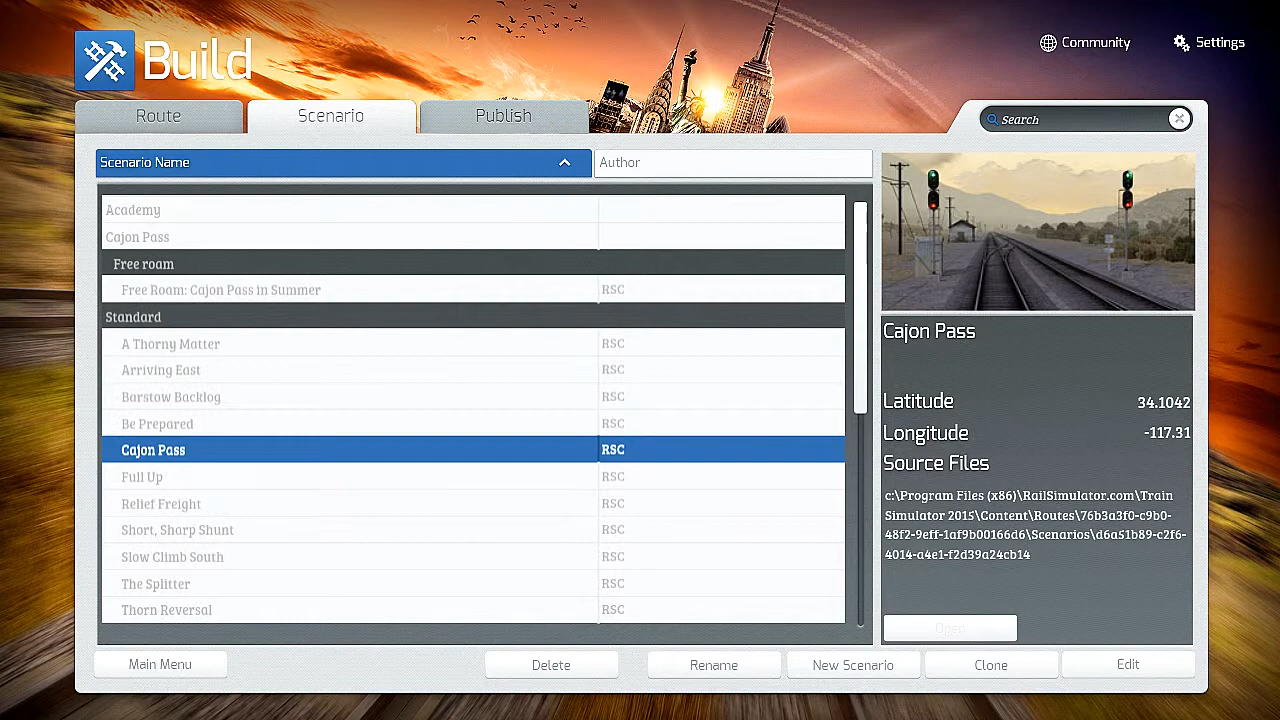 Build
Community
Settings
Route
Scenario
Publish
Search
Scenario Name
Author
Academy
Cajon Pass
Free roam
Free Roam: Cajon Pass in Summer RSC
Standard
A Thorny Matter RSC
Arriving East RSC
Barstow Backlog RSC
Be Prepared RSC
Cajon Pass RSC
Full Up RSC
Relief Freight RSC
Short, Sharp Shunt RSC
Slow Climb South RSC
The Splitter RSC
Thorn Reversal RSC
Cajon Pass
Latitude 34.1042
Longitude -117.31
Source Files
c:\Program Files (x86)\RailSimulator.com\Train
Simulator 2015\Content\Routes\76b3a3f0-c9b0-
48f2-9eff-1af9b00166d6\Scenarios\d6a51b89-c2f6-
4014-a4e1-f2d39a24cb14
Open
Main Menu
Delete
Rename
New Scenario
Clone
Edit